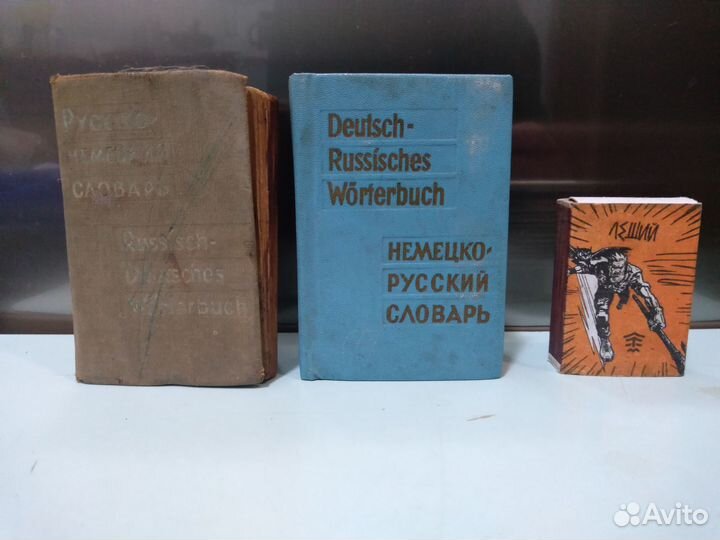 Русско-
немецкий
словарь
Russisch-
Deutsches
Wörterbuch
Deutsch-
Russisches
Wörterbuch
НЕМЕЦКО-
РУССКИЙ
СЛОВАРЬ
ЛЕШИЙ
Avito